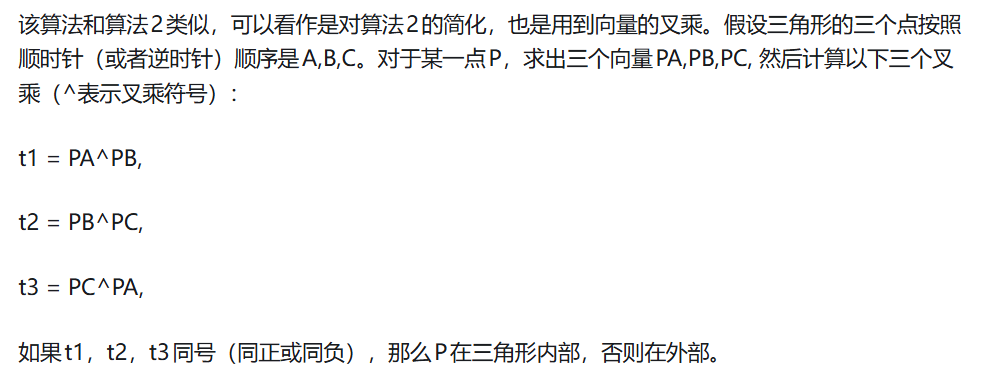 该算法和算法2类似，可以看作是对算法2的简化，也是用到向量的叉乘。假设三角形的三个点按照
顺时针（或者逆时针）顺序是A,B,C。对于某一点P，求出三个向量PA,PB,PC, 然后计算以下三个叉
乘（^表示叉乘符号）：
t1 = PA^PB,
t2 = PB^PC,
t3 = PC^PA,
如果t1，t2，t3同号（同正或同负），那么P在三角形内部，否则在外部。